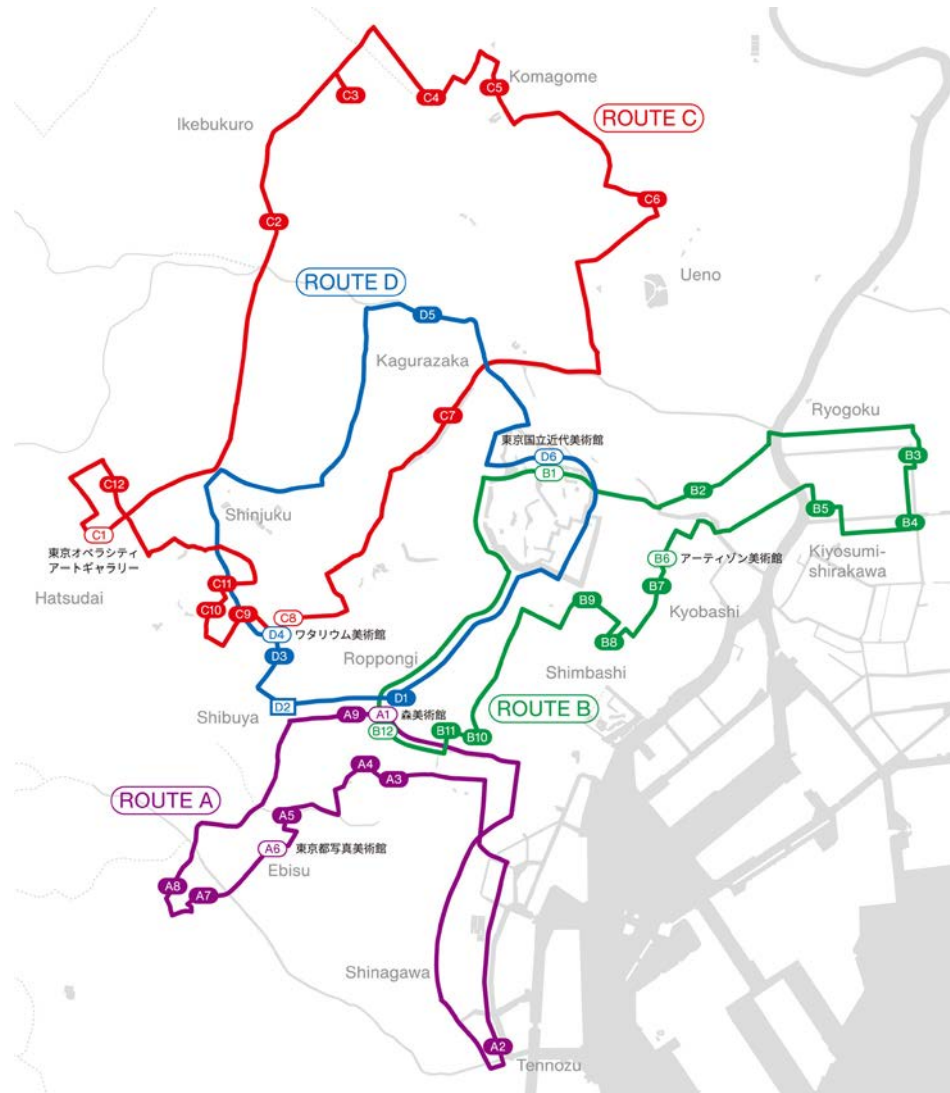 Komagome
C3
C4
C5
ROUTE C
Ikebukuro
C6
C2
Ueno
ROUTE D
D5
Kagurazaka
Ryogoku
C7
東京国立近代美術館
D6
B1
B3
C12
B2
Shinjuku
B5
B4
C1
東京オペラシティ
アートギャラリー
B6
アーティゾン美術館
Kiyosumi-
shirakawa
Hatsudai
C11
B7
Kyobashi
C10
C9
C8
B9
D4
ワタリウム美術館
B8
D3
Roppongi
Shimbashi
D1
D2
Shibuya
A9
A1
森美術館
ROUTE B
B12
B11
B10
A4
A3
ROUTE A
A5
A6
東京都写真美術館
Ebisu
A8
A7
Shinagawa
A2
Tennozu